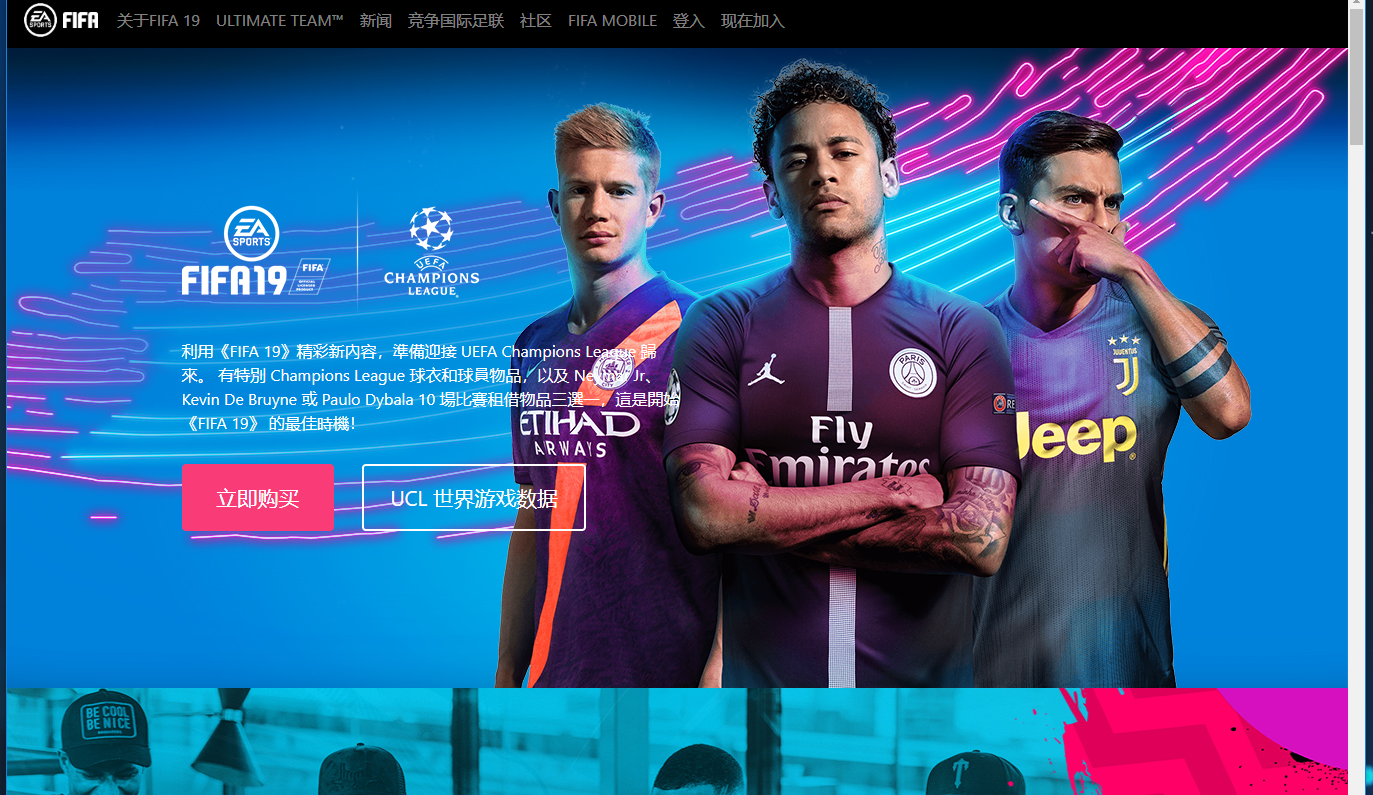 EA SPORTS FIFA 关于FIFA 19 ULTIMATE TEAM™ 新闻 竞争国际足联 社区 FIFA MOBILE 登入 现在加入
EA SPORTS
FIFA 19
FIFA
OFFICIAL LICENSED PRODUCT
UEFA
CHAMPIONS
LEAGUE
利用《FIFA 19》精彩新內容，準備迎接 UEFA Champions League 歸
來。 有特別 Champions League 球衣和球員物品，以及 Neymar Jr、
Kevin De Bruyne 或 Paulo Dybala 10 場比賽租借物品三選一，這是開始
《FIFA 19》 的最佳時機！
立即购买
UCL 世界游戏数据
ETIHAD
AIRWAYS
PARIS
Fly
Emirates
JUVENTUS
RE
Jeep
BE COOL
BE NICE